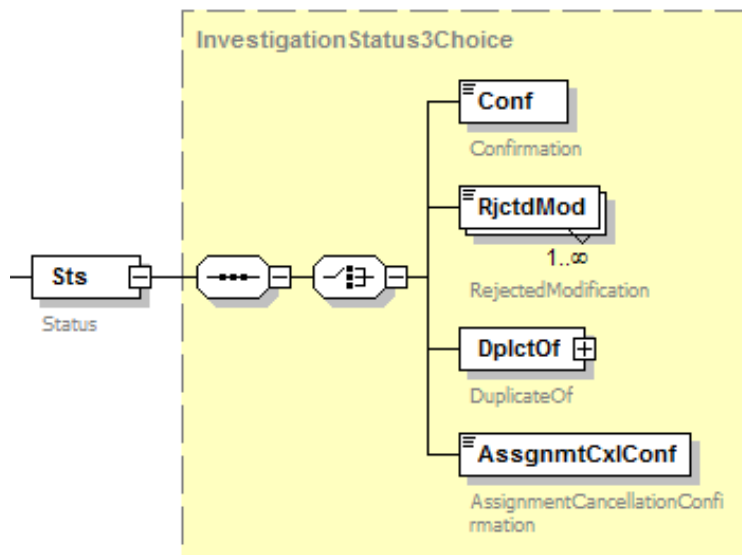 InvestigationStatus3Choice
Conf
Confirmation
RjctdMod
1..∞
RejectedModification
Sts
Status
DplctOf
DuplicateOf
AssgnmtCxlConf
AssignmentCancellationConfi
rmation